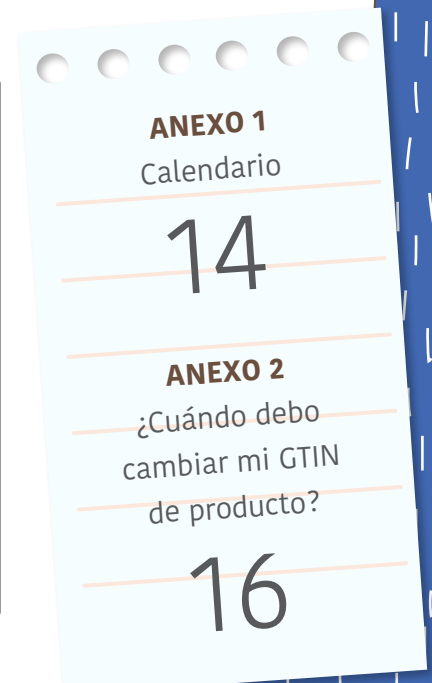 ANEXO 1
Calendario
14
ANEXO 2
¿Cuándo debo
cambiar mi GTIN
de producto?
16